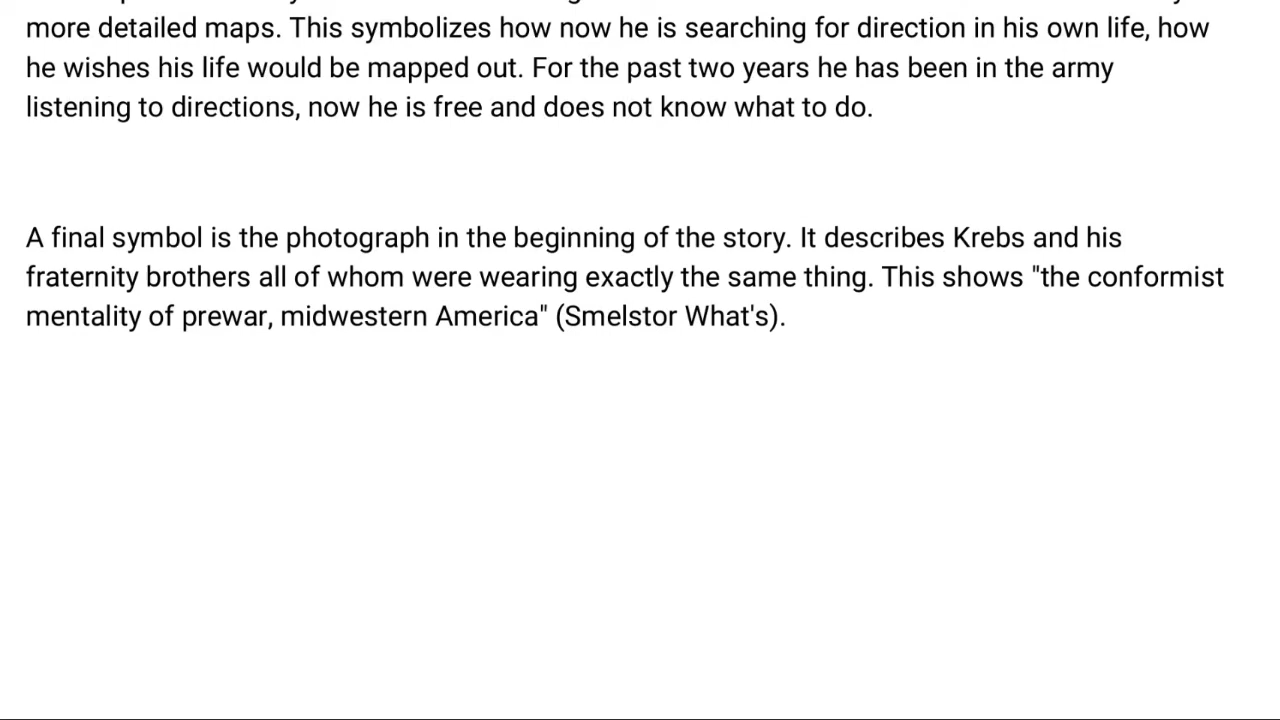 more detailed maps. This symbolizes how now he is searching for direction in his own life, how
he wishes his life would be mapped out. For the past two years he has been in the army
listening to directions, now he is free and does not know what to do.
A final symbol is the photograph in the beginning of the story. It describes Krebs and his
fraternity brothers all of whom were wearing exactly the same thing. This shows "the conformist
mentality of prewar, midwestern America" (Smelstor What's).